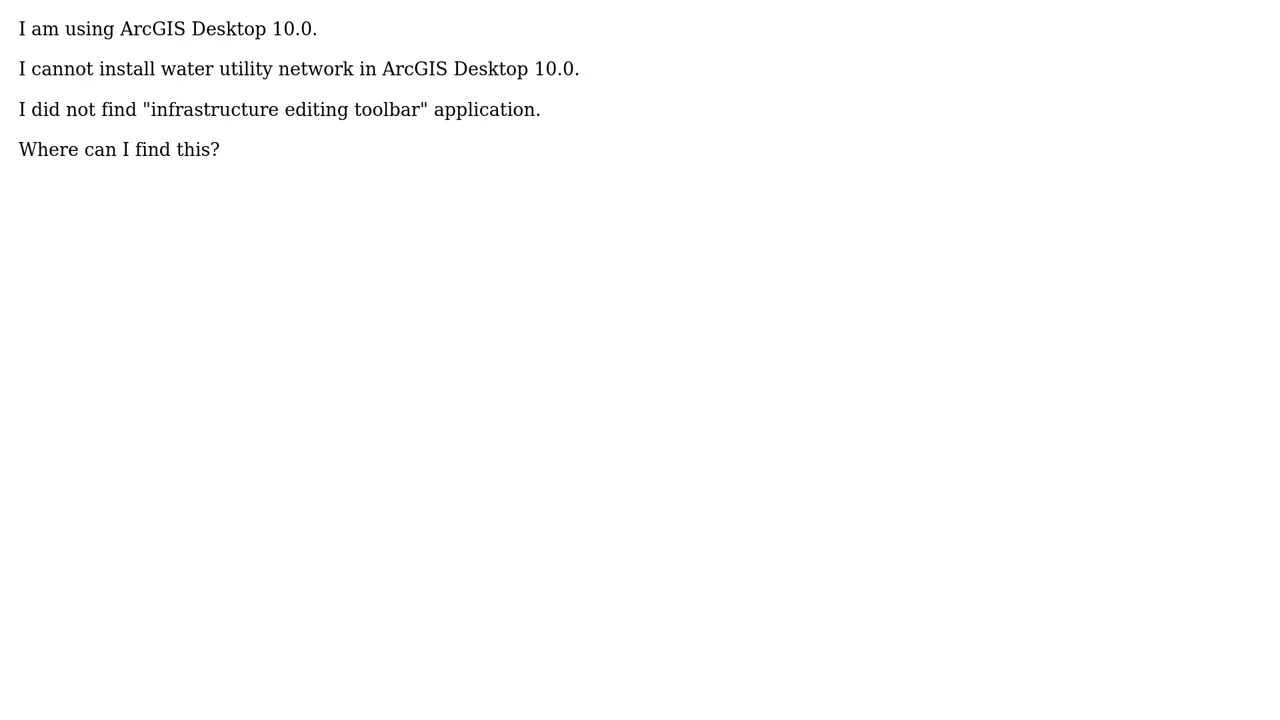 I am using ArcGIS Desktop 10.0.
I cannot install water utility network in ArcGIS Desktop 10.0.
I did not find "infrastructure editing toolbar" application.
Where can I find this?